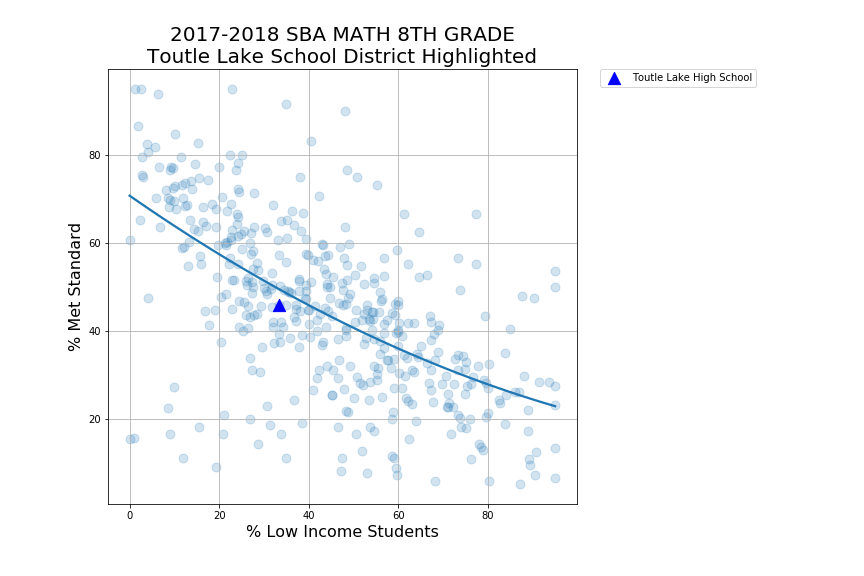 2017-2018 SBA MATH 8TH GRADE
Toutle Lake School District Highlighted
Toutle Lake High School
% Met Standard
80
60
40
20
0
20
40
60
80
% Low Income Students